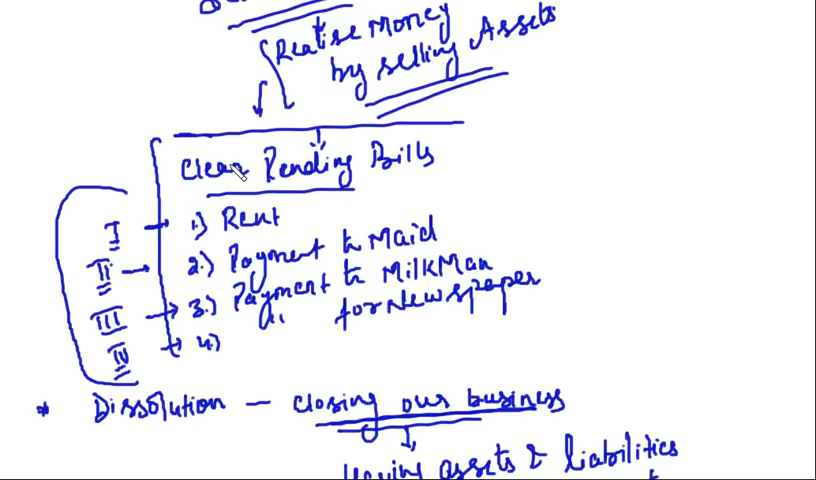 Realise Money
by selling Assets
Clear Pending Bills
I → 1.) Rent
II → 2.) Payment to Maid
III → 3.) Payment to MilkMan
" for Newspaper
IV → 4.)
* Dissolution — closing our business
assets & liabilities